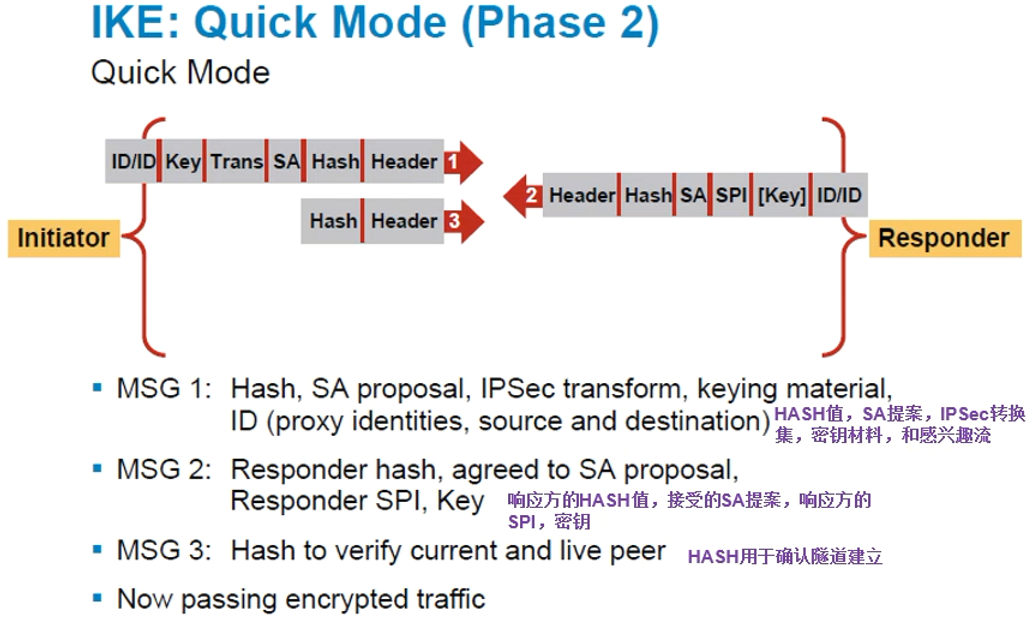 IKE: Quick Mode (Phase 2)
Quick Mode
ID/ID Key Trans SA Hash Header 1
2 Header Hash SA SPI [Key] ID/ID
Hash Header 3
Initiator
Responder
▪ MSG 1: Hash, SA proposal, IPSec transform, keying material,
ID (proxy identities, source and destination)
HASH值，SA提案，IPSec转换
集，密钥材料，和感兴趣流
▪ MSG 2: Responder hash, agreed to SA proposal,
Responder SPI, Key
响应方的HASH值，接受的SA提案，响应方的
SPI，密钥
▪ MSG 3: Hash to verify current and live peer
HASH用于确认隧道建立
▪ Now passing encrypted traffic